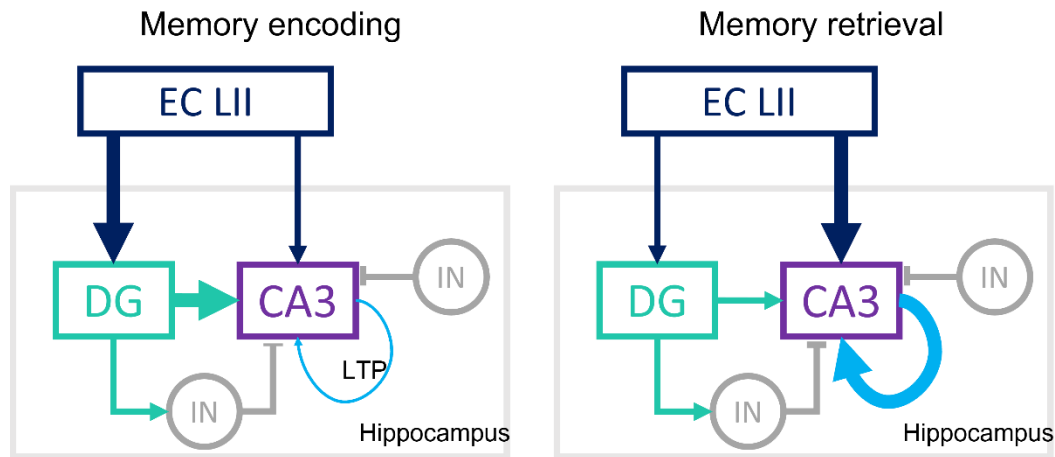 Memory encoding
EC LII
DG
CA3
IN
LTP
IN
Hippocampus
Memory retrieval
EC LII
DG
CA3
IN
IN
Hippocampus